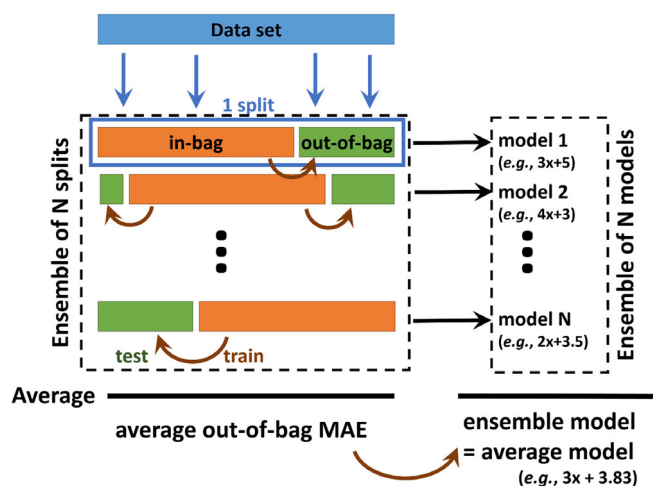 Data set
1 split
in-bag
out-of-bag
model 1
(e.g., 3x+5)
model 2
(e.g., 4x+3)
Ensemble of N splits
Ensemble of N models
model N
(e.g., 2x+3.5)
test
train
Average
average out-of-bag MAE
ensemble model
= average model
(e.g., 3x + 3.83)